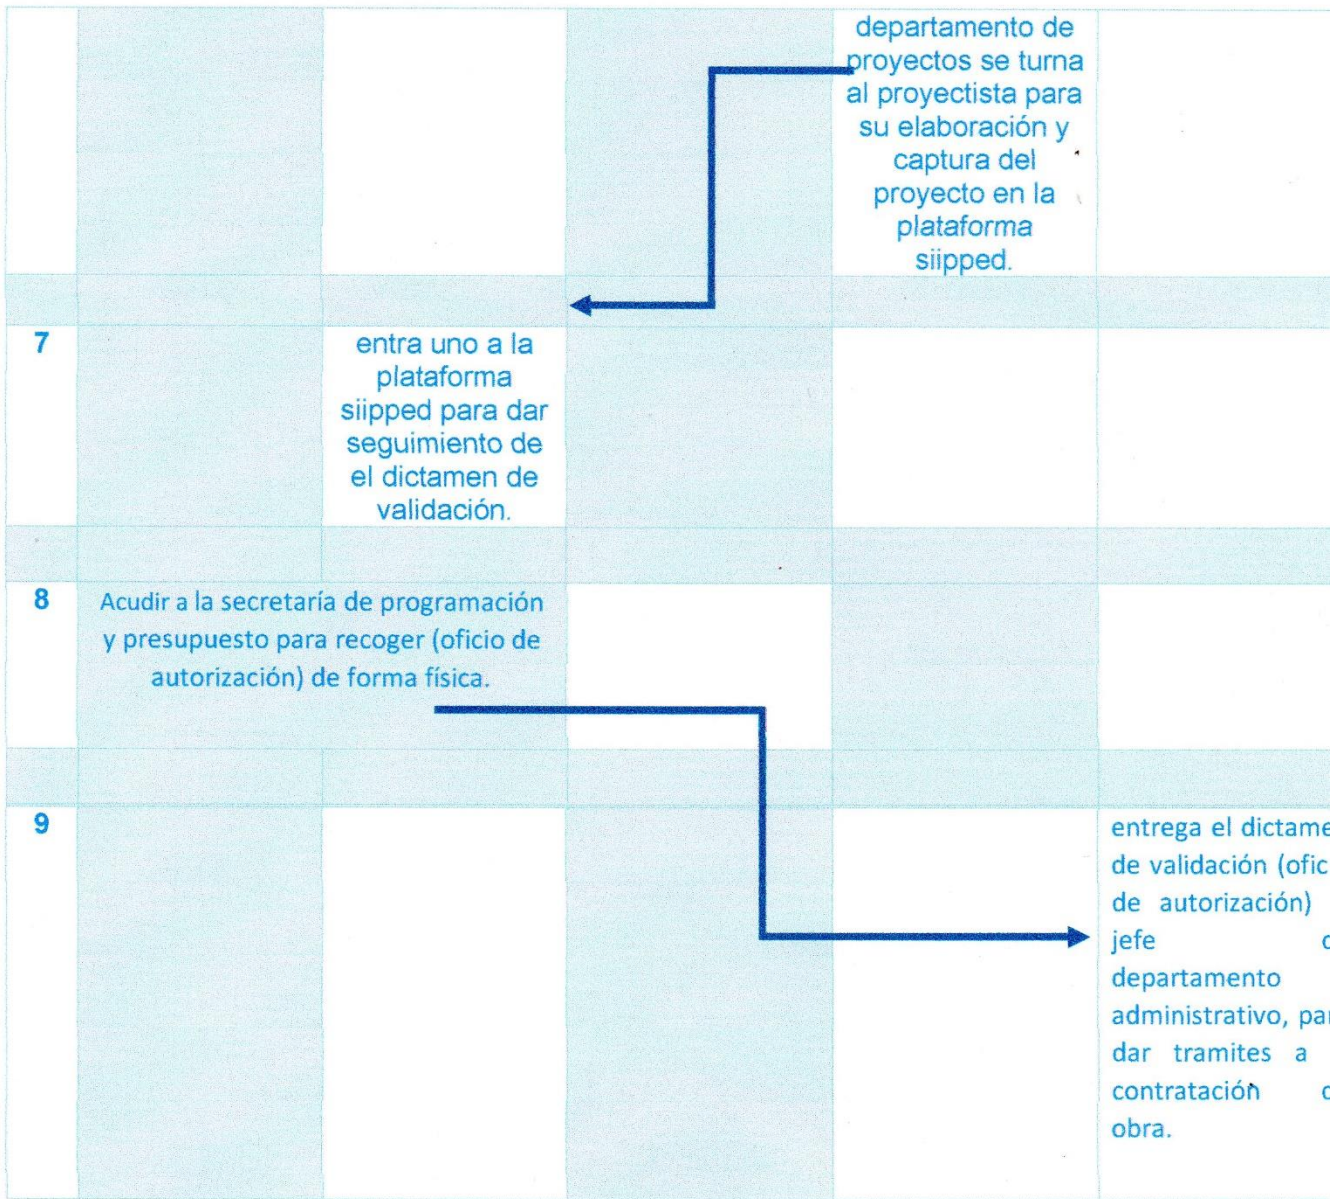 departamento de
proyectos se turna
al proyectista para
su elaboración y
captura del
proyecto en la
plataforma
siipped.
7
entra uno a la
plataforma
siipped para dar
seguimiento de
el dictamen de
validación.
8
Acudir a la secretaría de programación
y presupuesto para recoger (oficio de
autorización) de forma física.
9
entrega el dictame
de validación (ofic
de autorización)
jefe
departamento
administrativo, par
dar tramites a
contratación
obra.